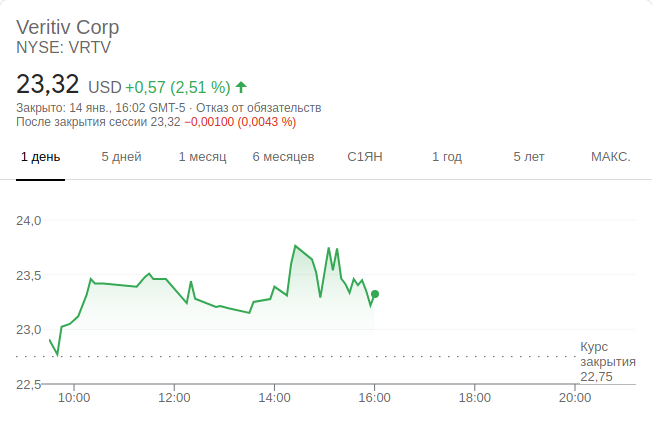 Veritiv Corp
NYSE: VRTV
23,32 USD +0,57 (2,51 %)
Закрыто: 14 янв., 16:02 GMT-5 · Отказ от обязательств
После закрытия сессии 23,32 −0,00100 (0,0043 %)
1 день 5 дней 1 месяц 6 месяцев С1ЯН 1 год 5 лет МАКС.
24,0
23,5
23,0
Курс
закрытия
22,75
22,5
10:00 12:00 14:00 16:00 18:00 20:00